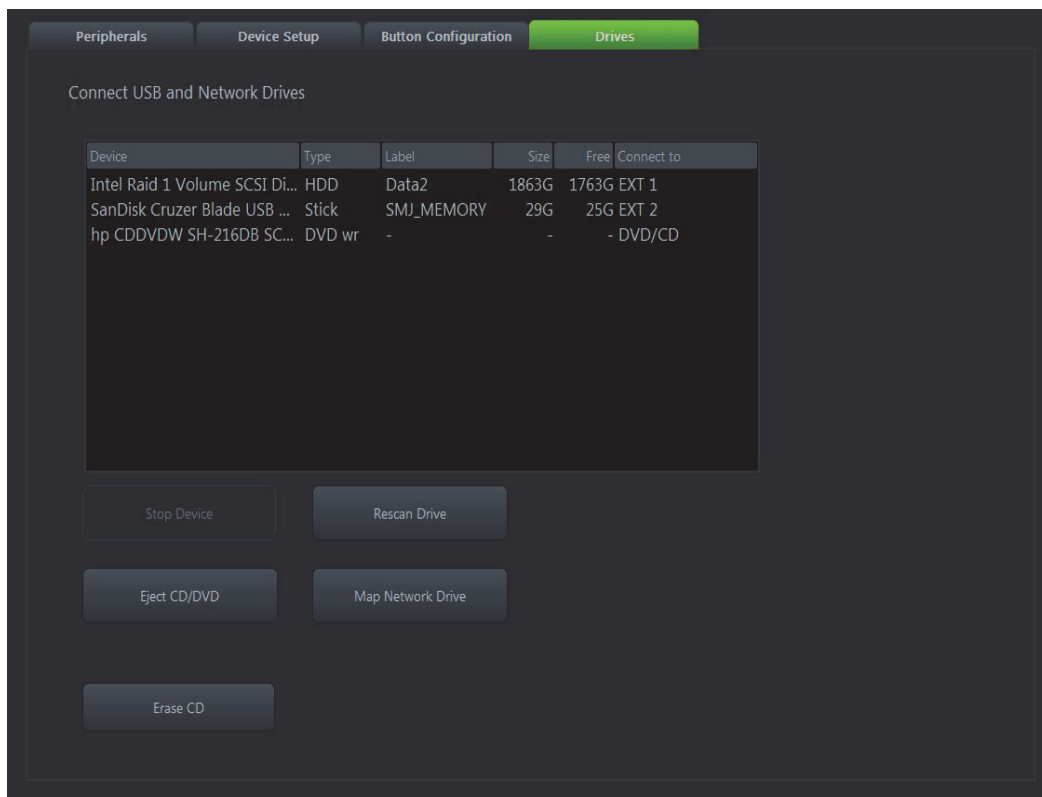 Peripherals Device Setup Button Configuration Drives
Connect USB and Network Drives
Device Type Label Size Free Connect to
Intel Raid 1 Volume SCSI Di... HDD Data2 1863G 1763G EXT 1
SanDisk Cruzer Blade USB ... Stick SMJ_MEMORY 29G 25G EXT 2
hp CDDVDW SH-216DB SC... DVD wr - - - DVD/CD
Stop Device Rescan Drive
Eject CD/DVD Map Network Drive
Erase CD